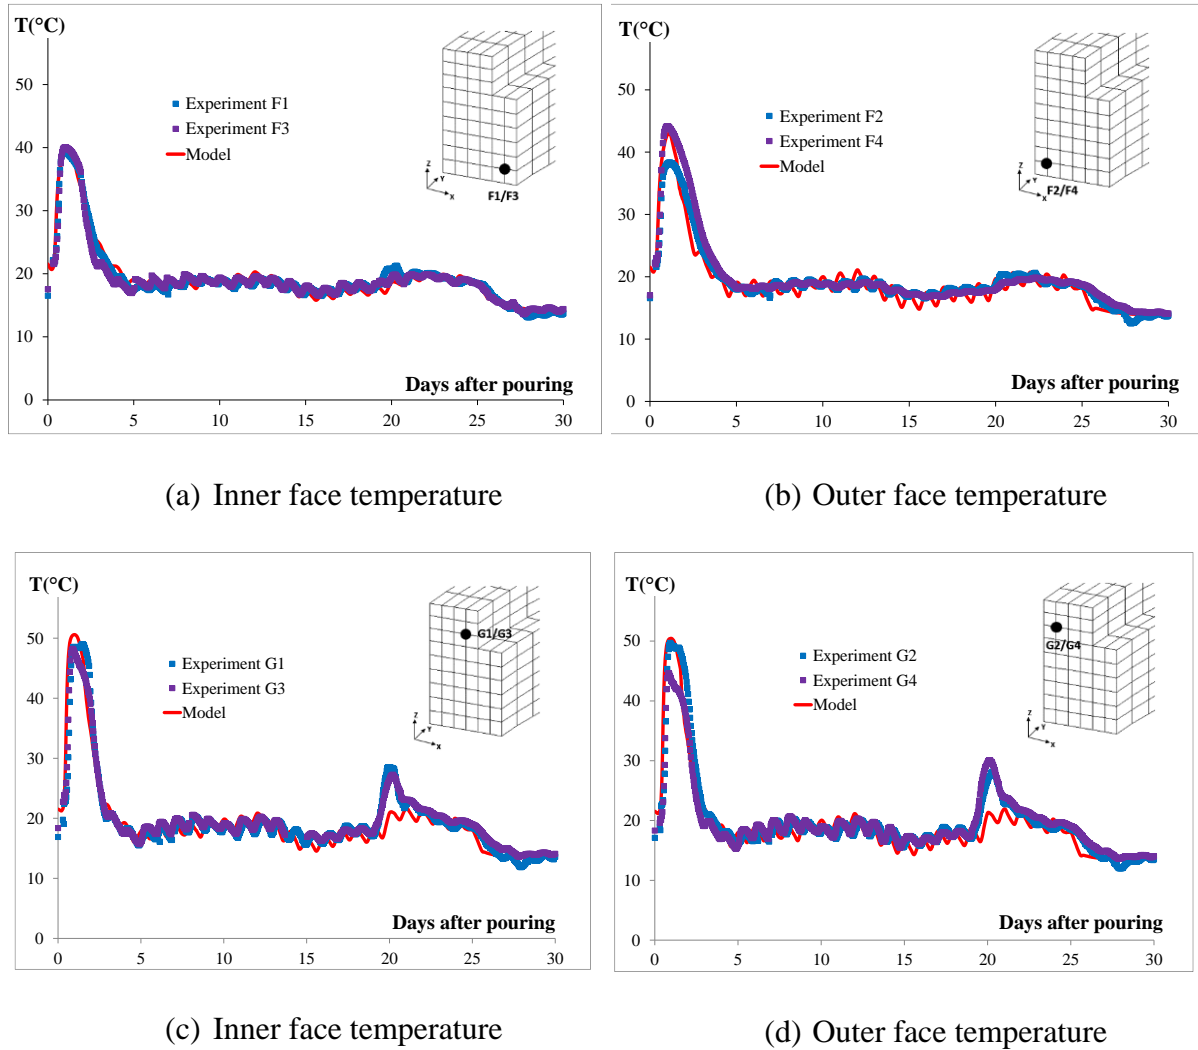 T(°C)
50
40
30
20
10
0
0 5 10 15 20 25 30
Experiment F1
Experiment F3
Model
Z
Y
X
F1/F3
Days after pouring
(a) Inner face temperature
T(°C)
50
40
30
20
10
0
0 5 10 15 20 25 30
Experiment F2
Experiment F4
Model
Z
Y
X
F2/F4
Days after pouring
(b) Outer face temperature
T(°C)
50
40
30
20
10
0
0 5 10 15 20 25 30
Experiment G1
Experiment G3
Model
G1/G3
Z
Y
X
Days after pouring
(c) Inner face temperature
T(°C)
50
40
30
20
10
0
0 5 10 15 20 25 30
Experiment G2
Experiment G4
Model
G2/G4
Z
Y
X
Days after pouring
(d) Outer face temperature